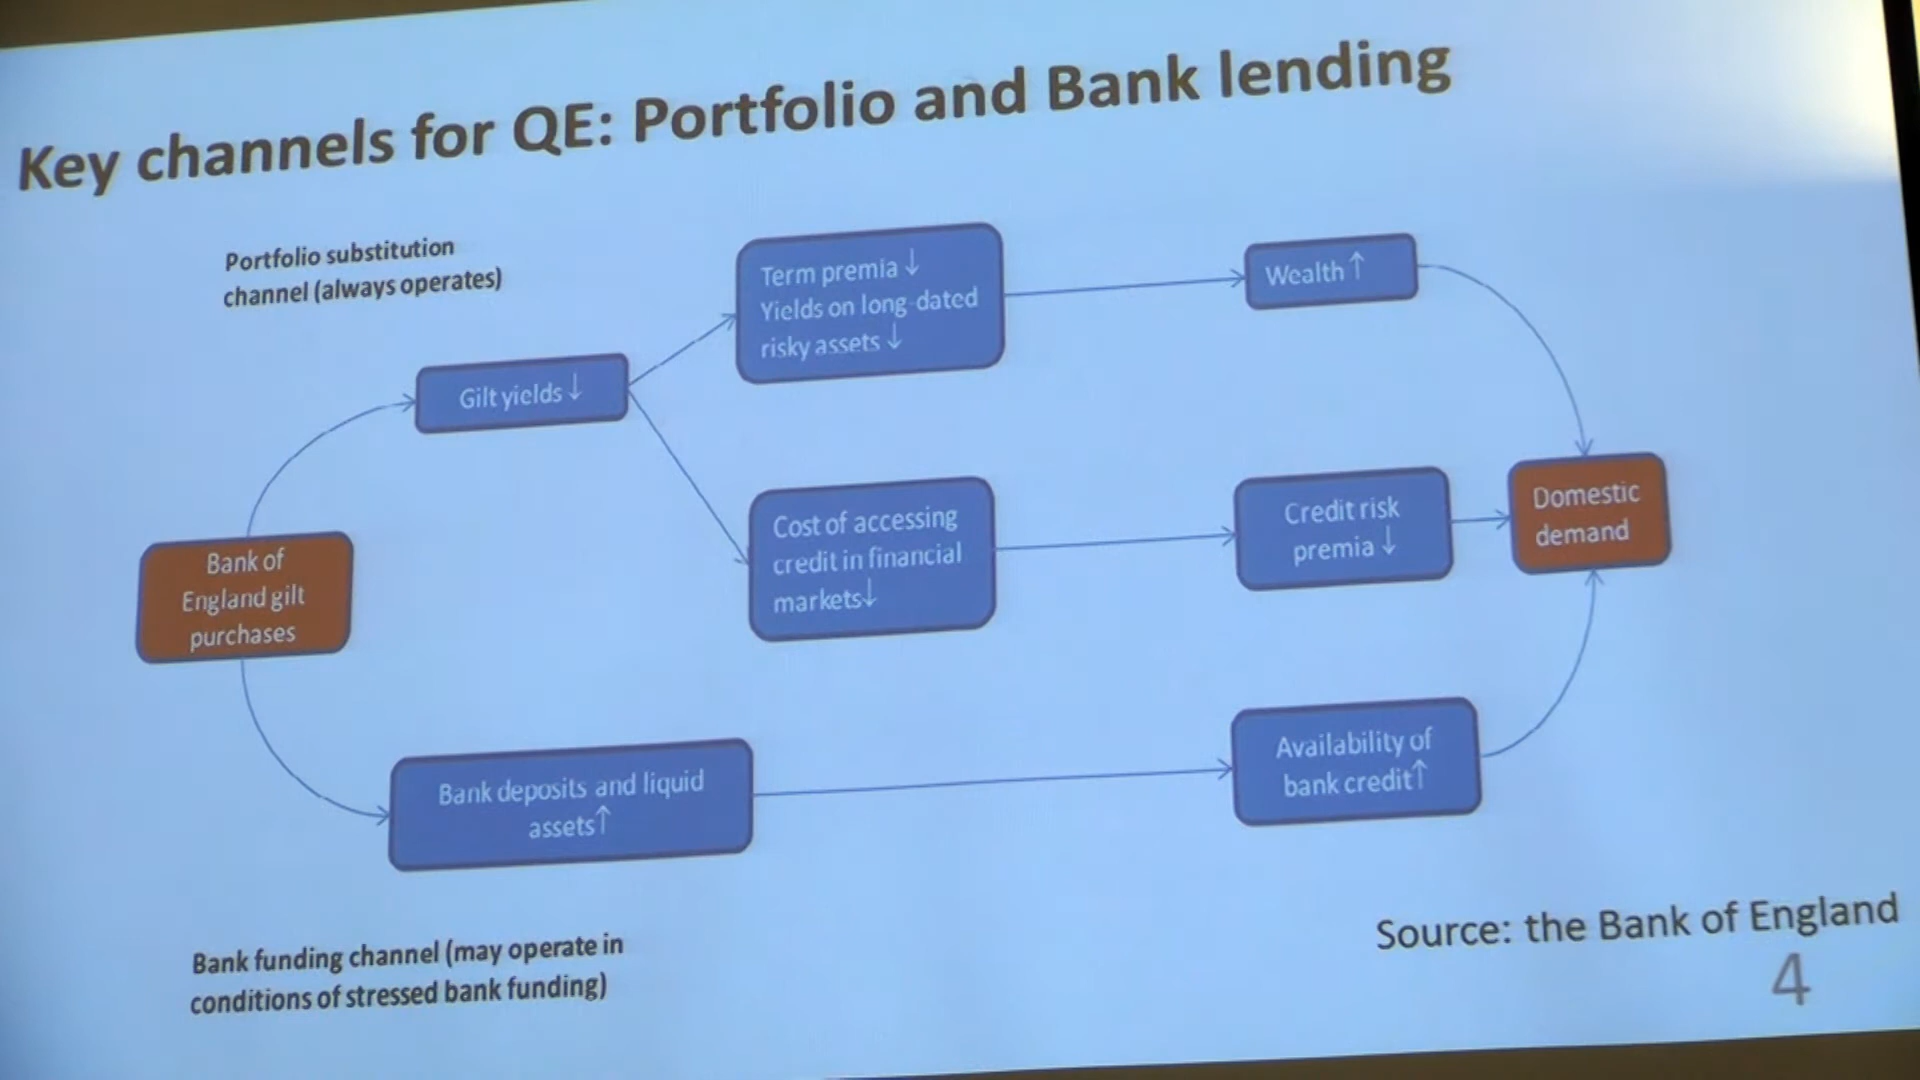 Key channels for QE: Portfolio and Bank lending
Portfolio substitution
channel (always operates)
Term premia ↓
Yields on long dated
risky assets ↓
Wealth ↑
Gilt yields ↓
Cost of accessing
credit in financial
markets↓
Credit risk
premia ↓
Domestic
demand
Bank of
England gilt
purchases
Bank deposits and liquid
assets↑
Availability of
bank credit↑
Bank funding channel (may operate in
conditions of stressed bank funding)
Source: the Bank of England
4